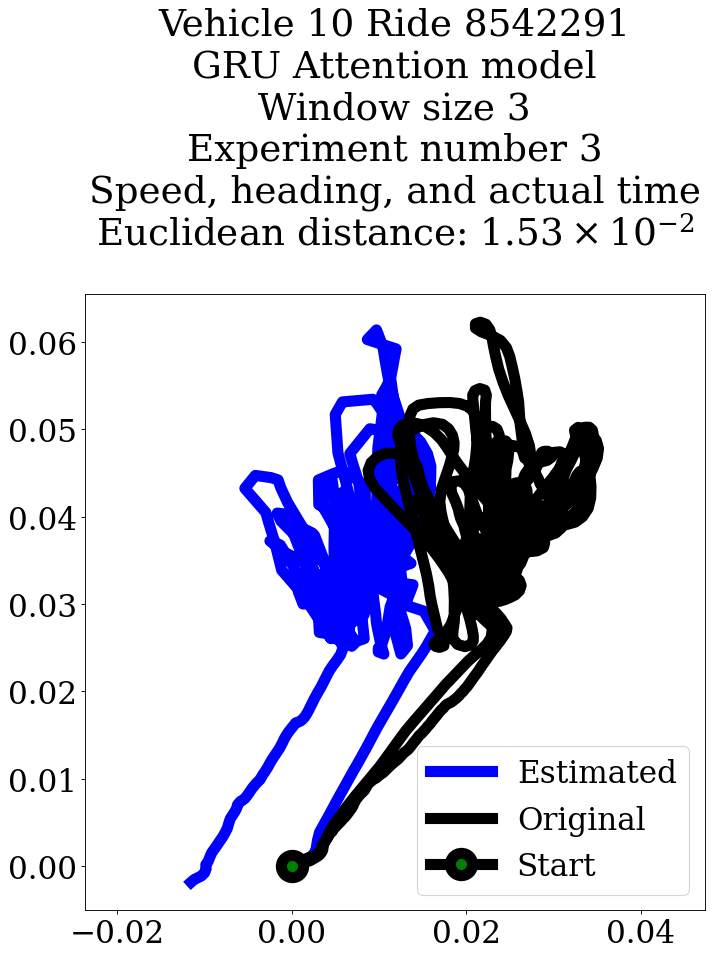 Vehicle 10 Ride 8542291
GRU Attention model
Window size 3
Experiment number 3
Speed, heading, and actual time
Euclidean distance: 1.53 × 10⁻²
0.06
0.05
0.04
0.03
0.02
0.01
0.00
−0.02
0.00
0.02
0.04
Estimated
Original
Start